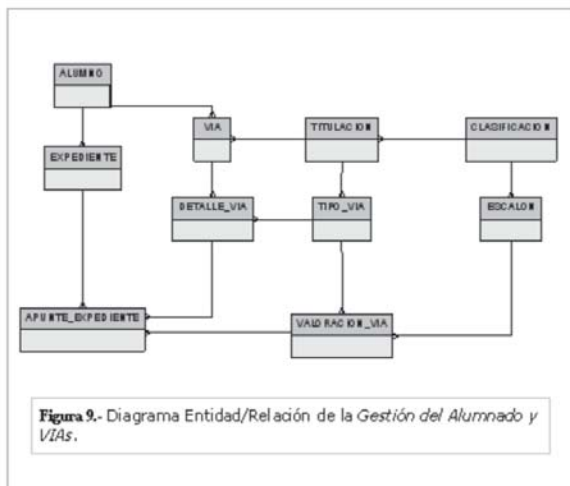 ALUMNO
VIA
TITULACION
CLASIFICACION
EXPEDIENTE
DETALLE_VIA
TIPO_VIA
ESCALON
APUNTE_EXPEDIENTE
VALORACION_VIA
Figura 9.- Diagrama Entidad/Relación de la Gestión del Alumnado y
VIAs.